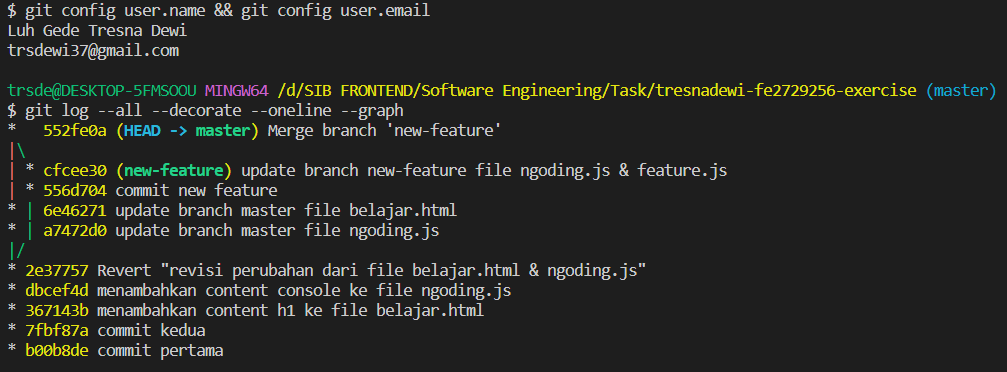 $ git config user.name && git config user.email
Luh Gede Tresna Dewi
trsdewi37@gmail.com
trsde@DESKTOP-5FMSOOU MINGW64 /d/SIB FRONTEND/Software Engineering/Task/tresnadewi-fe2729256-exercise (master)
$ git log --all --decorate --oneline --graph
*   552fe0a (HEAD -> master) Merge branch 'new-feature'
|\
| * cfcee30 (new-feature) update branch new-feature file ngoding.js & feature.js
| * 556d704 commit new feature
* | 6e46271 update branch master file belajar.html
* | a7472d0 update branch master file ngoding.js
|/
* 2e37757 Revert "revisi perubahan dari file belajar.html & ngoding.js"
* dbcef4d menambahkan content console ke file ngoding.js
* 367143b menambahkan content h1 ke file belajar.html
* 7fbf87a commit kedua
* b00b8de commit pertama